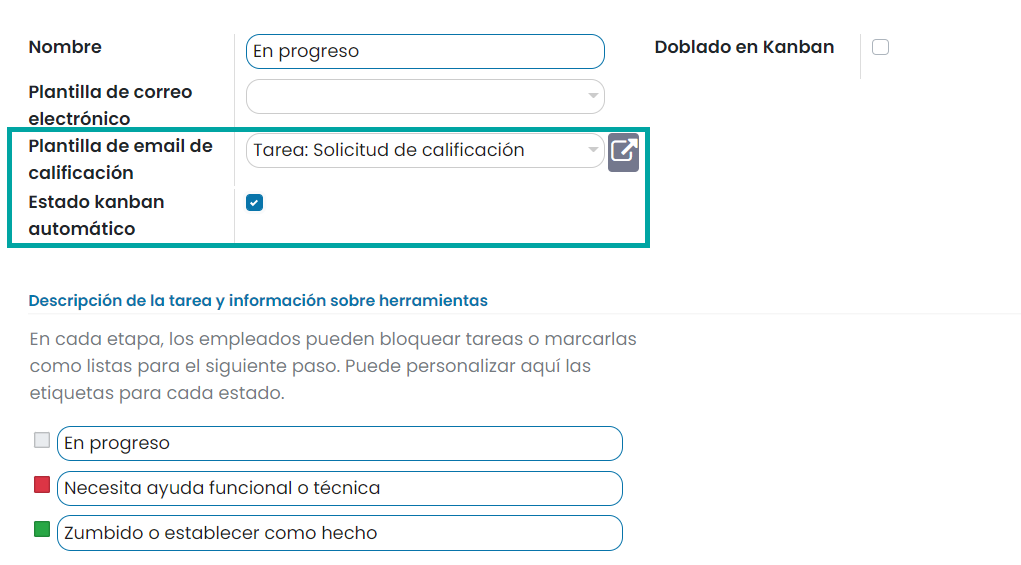 Nombre
En progreso
Doblado en Kanban
Plantilla de correo
electrónico
Plantilla de email de
calificación
Tarea: Solicitud de calificación
Estado kanban
automático
Descripción de la tarea y información sobre herramientas
En cada etapa, los empleados pueden bloquear tareas o marcarlas
como listas para el siguiente paso. Puede personalizar aquí las
etiquetas para cada estado.
En progreso
Necesita ayuda funcional o técnica
Zumbido o establecer como hecho